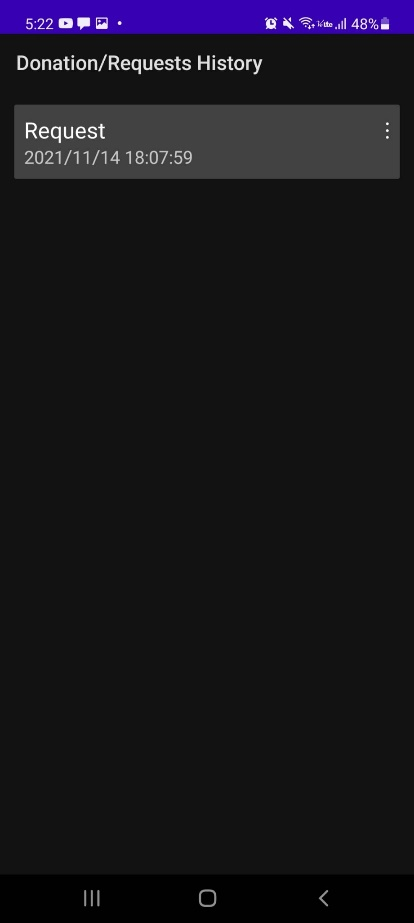 5:22 48%
Donation/Requests History
Request
2021/11/14 18:07:59